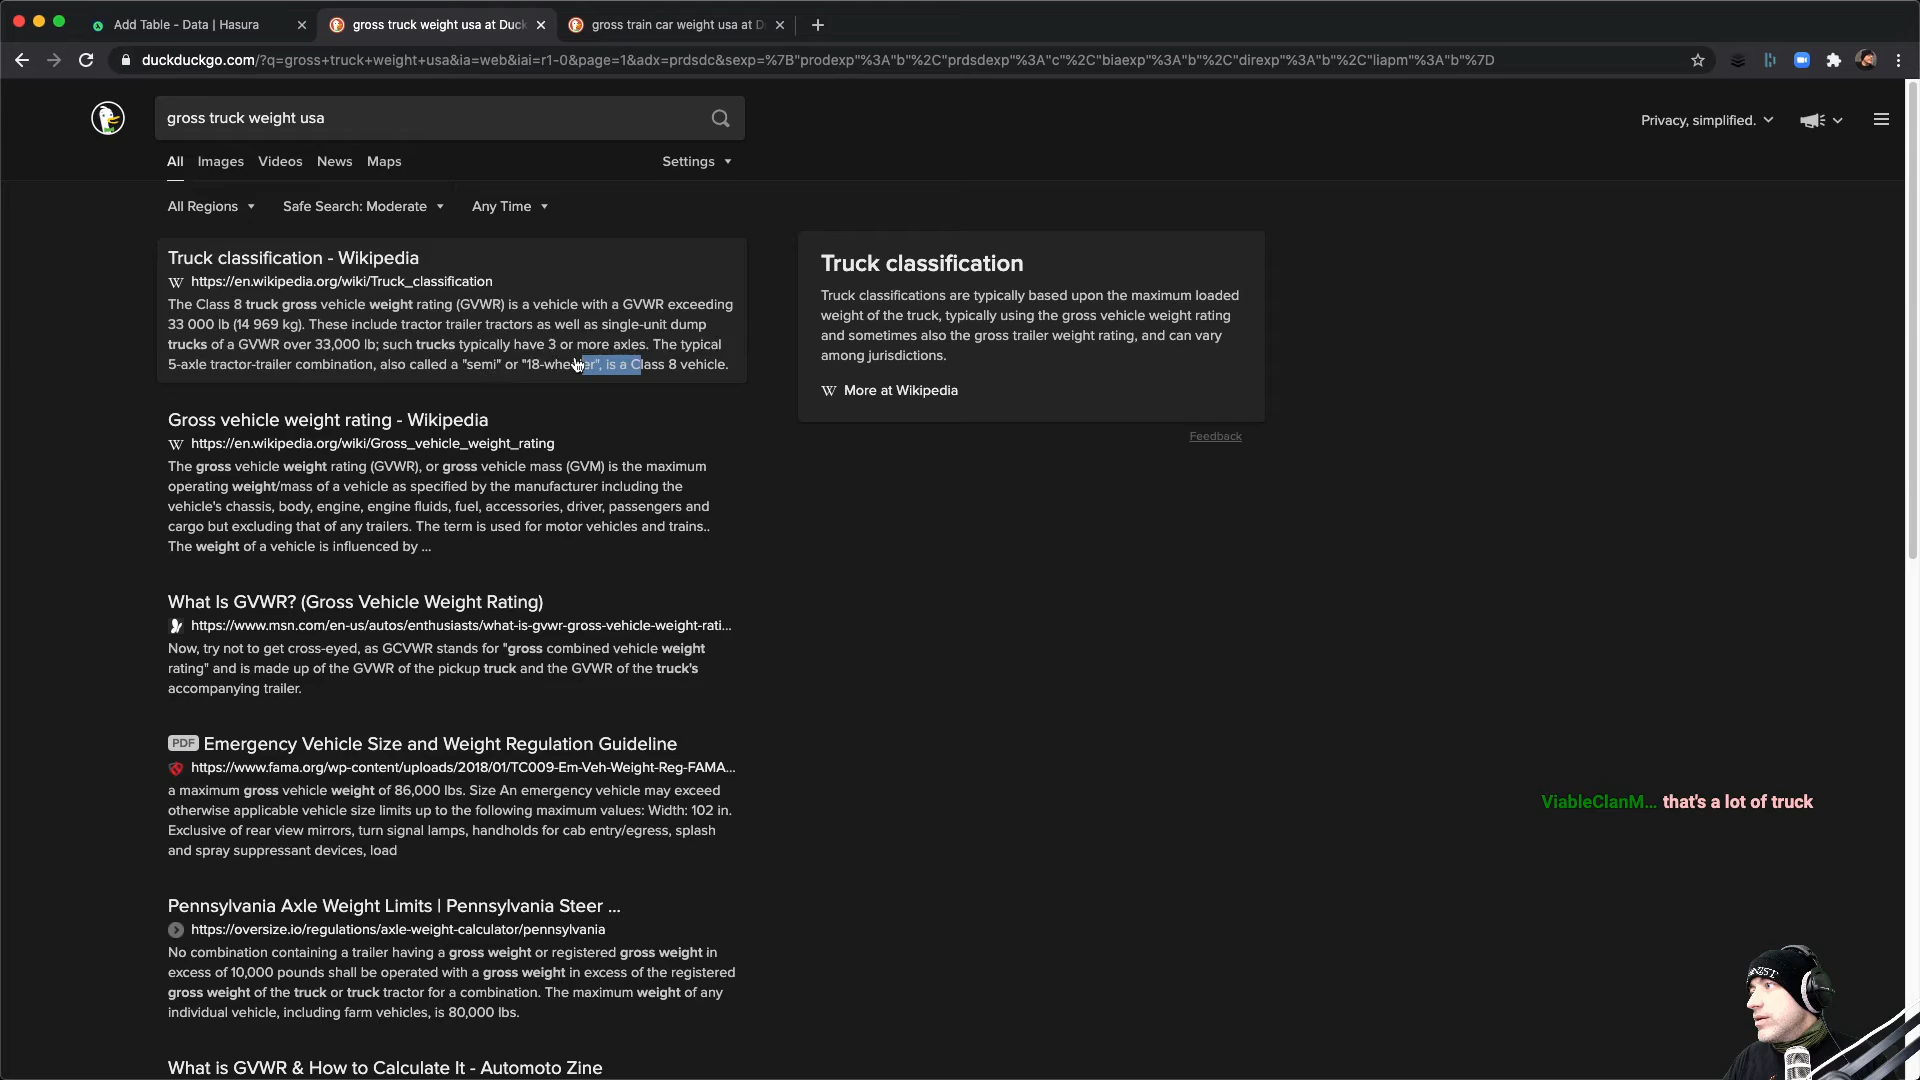 Add Table - Data | Hasura
gross truck weight usa at Duck
gross train car weight usa at D
duckduckgo.com/?q=gross+truck+weight+usa&ia=web&iai=r1-0&page=1&adx=prdsdc&sexp=%7B"prodexp"%3A"b"%2C"prdsdexp"%3A"c"%2C"biaexp"%3A"b"%2C"direxp"%3A"b"%2C"liapm"%3A"b"%7D
gross truck weight usa
Privacy, simplified.
All Images Videos News Maps
Settings
All Regions
Safe Search: Moderate
Any Time
Truck classification - Wikipedia
W https://en.wikipedia.org/wiki/Truck_classification
The Class 8 truck gross vehicle weight rating (GVWR) is a vehicle with a GVWR exceeding
33 000 lb (14 969 kg). These include tractor trailer tractors as well as single-unit dump
trucks of a GVWR over 33,000 lb; such trucks typically have 3 or more axles. The typical
5-axle tractor-trailer combination, also called a "semi" or "18-wheeler", is a Class 8 vehicle.
Truck classification
Truck classifications are typically based upon the maximum loaded
weight of the truck, typically using the gross vehicle weight rating
and sometimes also the gross trailer weight rating, and can vary
among jurisdictions.
W More at Wikipedia
Feedback
Gross vehicle weight rating - Wikipedia
W https://en.wikipedia.org/wiki/Gross_vehicle_weight_rating
The gross vehicle weight rating (GVWR), or gross vehicle mass (GVM) is the maximum
operating weight/mass of a vehicle as specified by the manufacturer including the
vehicle's chassis, body, engine, engine fluids, fuel, accessories, driver, passengers and
cargo but excluding that of any trailers. The term is used for motor vehicles and trains..
The weight of a vehicle is influenced by ...
What Is GVWR? (Gross Vehicle Weight Rating)
https://www.msn.com/en-us/autos/enthusiasts/what-is-gvwr-gross-vehicle-weight-rati...
Now, try not to get cross-eyed, as GCVWR stands for "gross combined vehicle weight
rating" and is made up of the GVWR of the pickup truck and the GVWR of the truck's
accompanying trailer.
PDF Emergency Vehicle Size and Weight Regulation Guideline
https://www.fama.org/wp-content/uploads/2018/01/TC009-Em-Veh-Weight-Reg-FAMA...
a maximum gross vehicle weight of 86,000 lbs. Size An emergency vehicle may exceed
otherwise applicable vehicle size limits up to the following maximum values: Width: 102 in.
Exclusive of rear view mirrors, turn signal lamps, handholds for cab entry/egress, splash
and spray suppressant devices, load
ViableClanM... that's a lot of truck
Pennsylvania Axle Weight Limits | Pennsylvania Steer ...
https://oversize.io/regulations/axle-weight-calculator/pennsylvania
No combination containing a trailer having a gross weight or registered gross weight in
excess of 10,000 pounds shall be operated with a gross weight in excess of the registered
gross weight of the truck or truck tractor for a combination. The maximum weight of any
individual vehicle, including farm vehicles, is 80,000 lbs.
What is GVWR & How to Calculate It - Automoto Zine